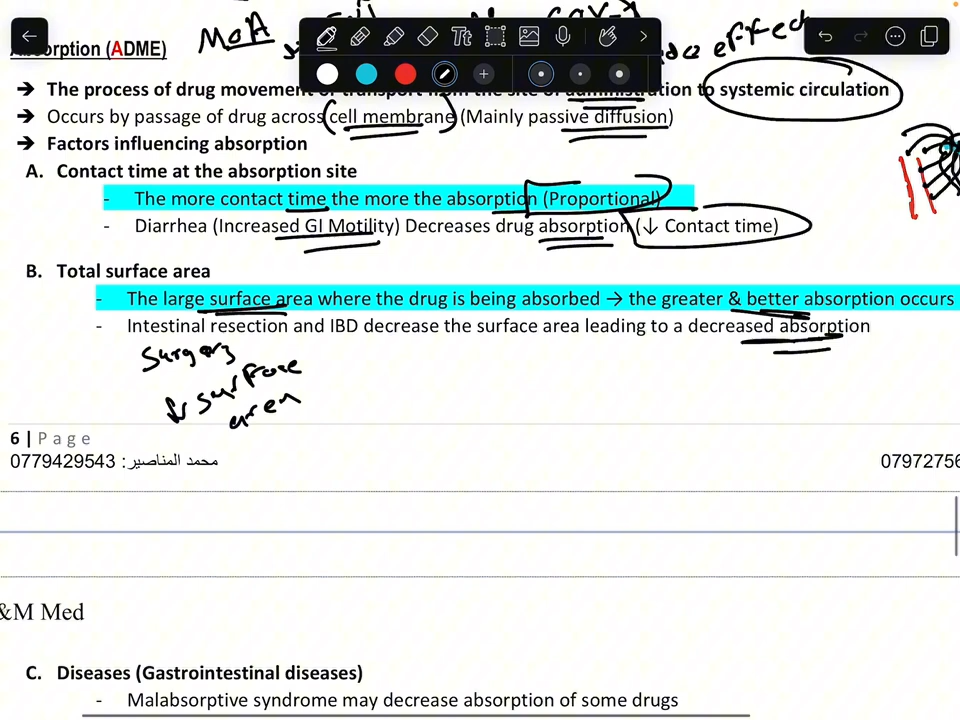 MOA
effect
Absorption (ADME)
→ The process of drug movement or transport from the site of administration to systemic circulation
→ Occurs by passage of drug across cell membrane (Mainly passive diffusion)
→ Factors influencing absorption
A. Contact time at the absorption site
- The more contact time the more the absorption (Proportional)
- Diarrhea (Increased GI Motility) Decreases drug absorption (↓ Contact time)
B. Total surface area
- The large surface area where the drug is being absorbed → the greater & better absorption occurs
- Intestinal resection and IBD decrease the surface area leading to a decreased absorption
surgery
↓ surface
area
6 | Page
محمد المناصير: 0779429543
07972756
&M Med
C. Diseases (Gastrointestinal diseases)
- Malabsorptive syndrome may decrease absorption of some drugs